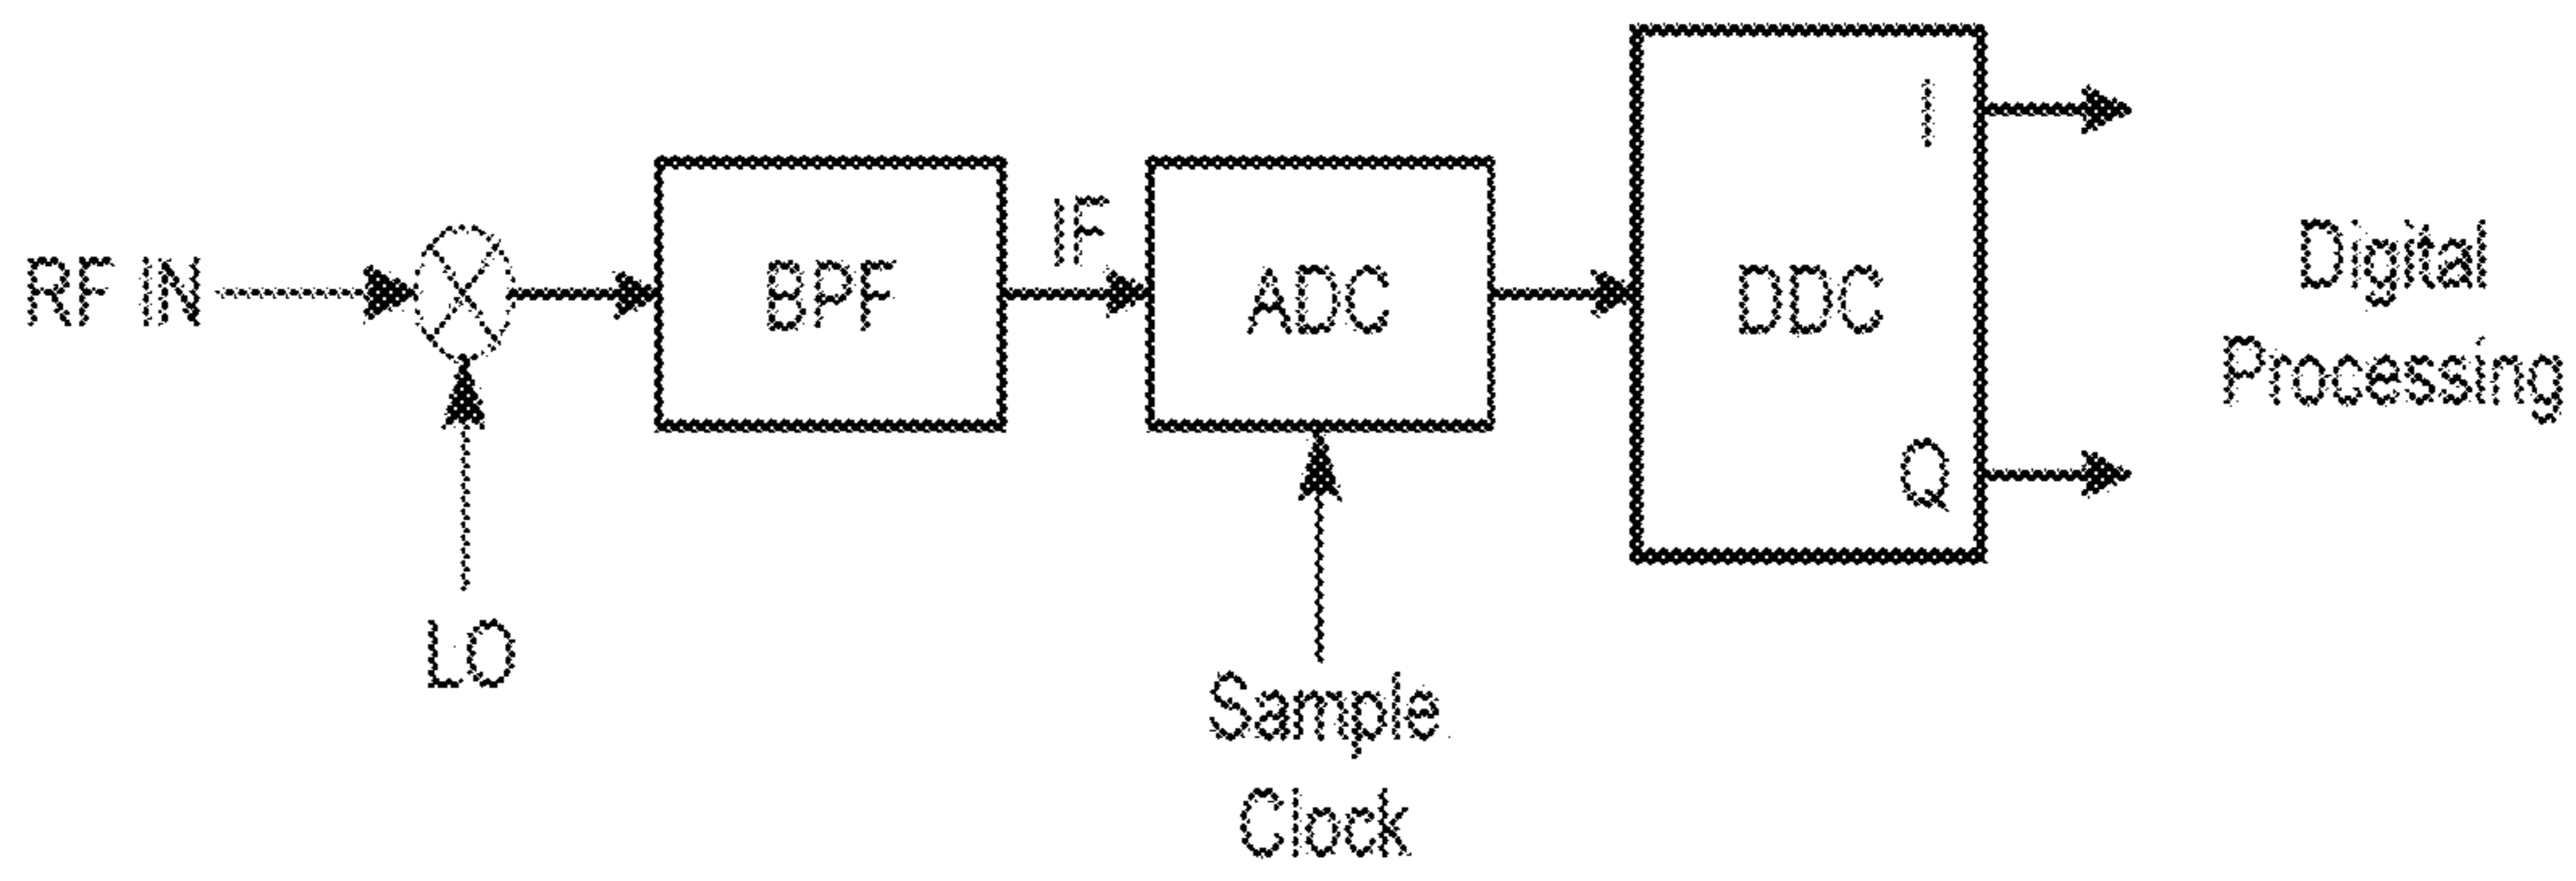 RF IN
LO
BPF
IF
ADC
Sample
Clock
DDC
I
Q
Digital
Processing